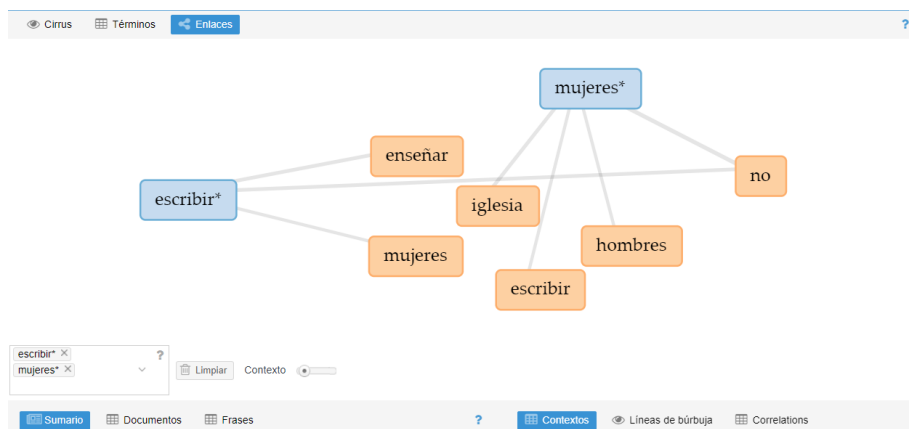 Cirrus Términos Enlaces ?
mujeres*
enseñar
no
escribir*
iglesia
hombres
mujeres
escribir
escribir* ?
mujeres* Limpiar Contexto
Sumario Documentos Frases ? Contextos Líneas de búrbuja Correlations